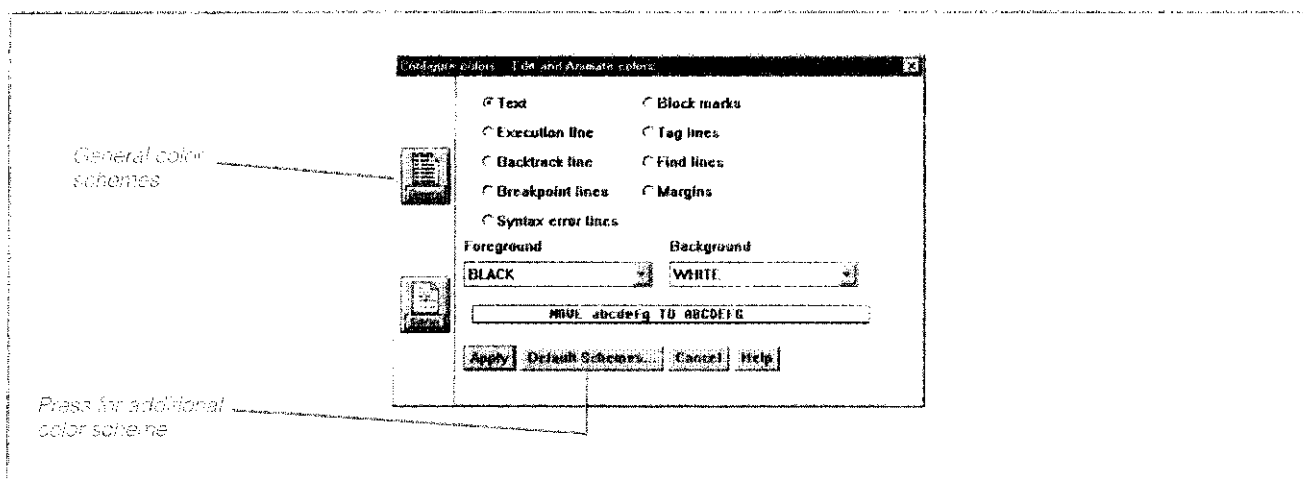 Configure colors - Edit and Animate colors
Text
Block marks
Execution line
Tag lines
Backtrack line
Find lines
Breakpoint lines
Margins
Syntax error lines
General color
schemes
Foreground
Background
BLACK
WHITE
MOVE abcdefg TO ABCDEFG
Apply
Default Schemes...
Cancel
Help
Press for additional
color scheme